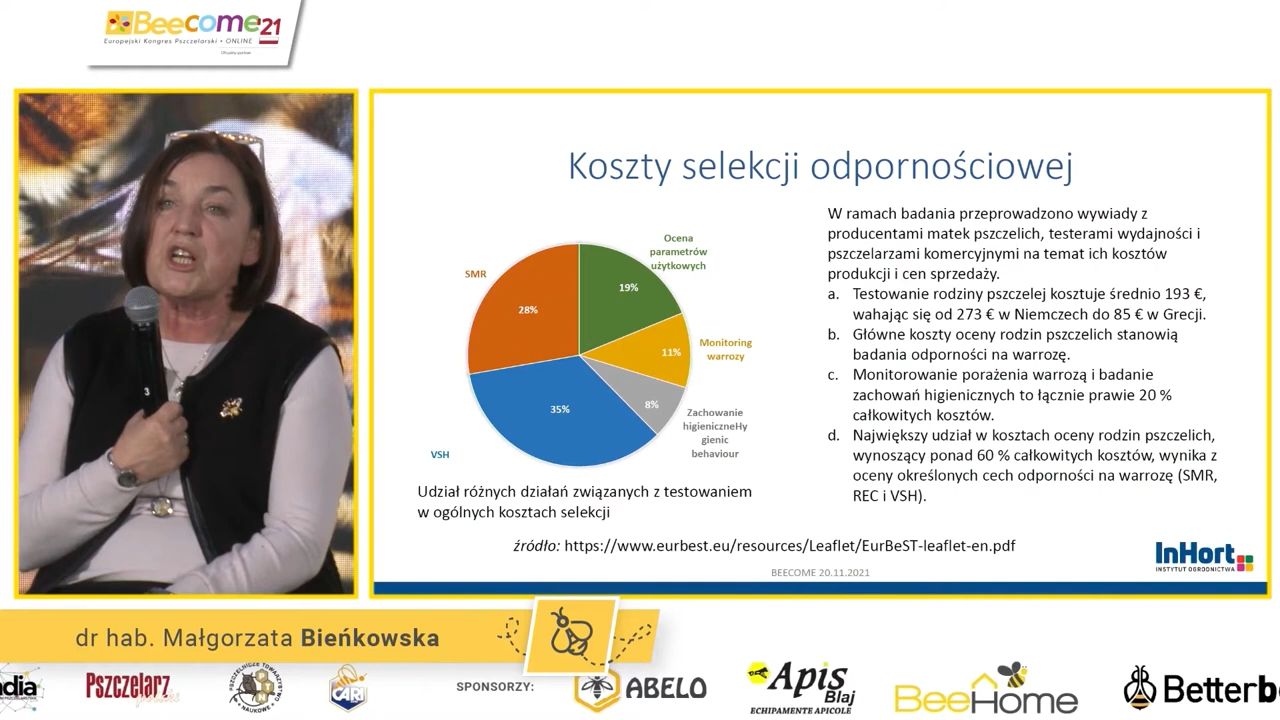 Beecome'21
Europejski Kongres Pszczelarski • ONLINE
Koszty selekcji odpornościowej
Ocena
parametrów
użytkowych
SMR
19%
28%
Monitoring
warrozy
11%
35%
8%
Zachowanie
higieniczneHy
gienic
behaviour
VSH
Udział różnych działań związanych z testowaniem
w ogólnych kosztach selekcji
W ramach badania przeprowadzono wywiady z
producentami matek pszczelich, testerami wydajności i
pszczelarzami komercyjnymi na temat ich kosztów
produkcji i cen sprzedaży.
a. Testowanie rodziny pszczelej kosztuje średnio 193 €,
wahając się od 273 € w Niemczech do 85 € w Grecji.
b. Główne koszty oceny rodzin pszczelich stanowią
badania odporności na warrozę.
c. Monitorowanie porażenia warrozą i badanie
zachowań higienicznych to łącznie prawie 20 %
całkowitych kosztów.
d. Największy udział w kosztach oceny rodzin pszczelich,
wynoszący ponad 60 % całkowitych kosztów, wynika z
oceny określonych cech odporności na warrozę (SMR,
REC i VSH).
źródło: https://www.eurbest.eu/resources/Leaflet/EurBeST-leaflet-en.pdf
BEECOME 20.11.2021
InHort
INSTYTUT OGRODNICTWA
3
dr hab. Małgorzata Bieńkowska
Pszczelarz
CARI
SPONSORZY:
ABELO
Apis
Blaj
ECHIPAMENTE APICOLE
BeeHome